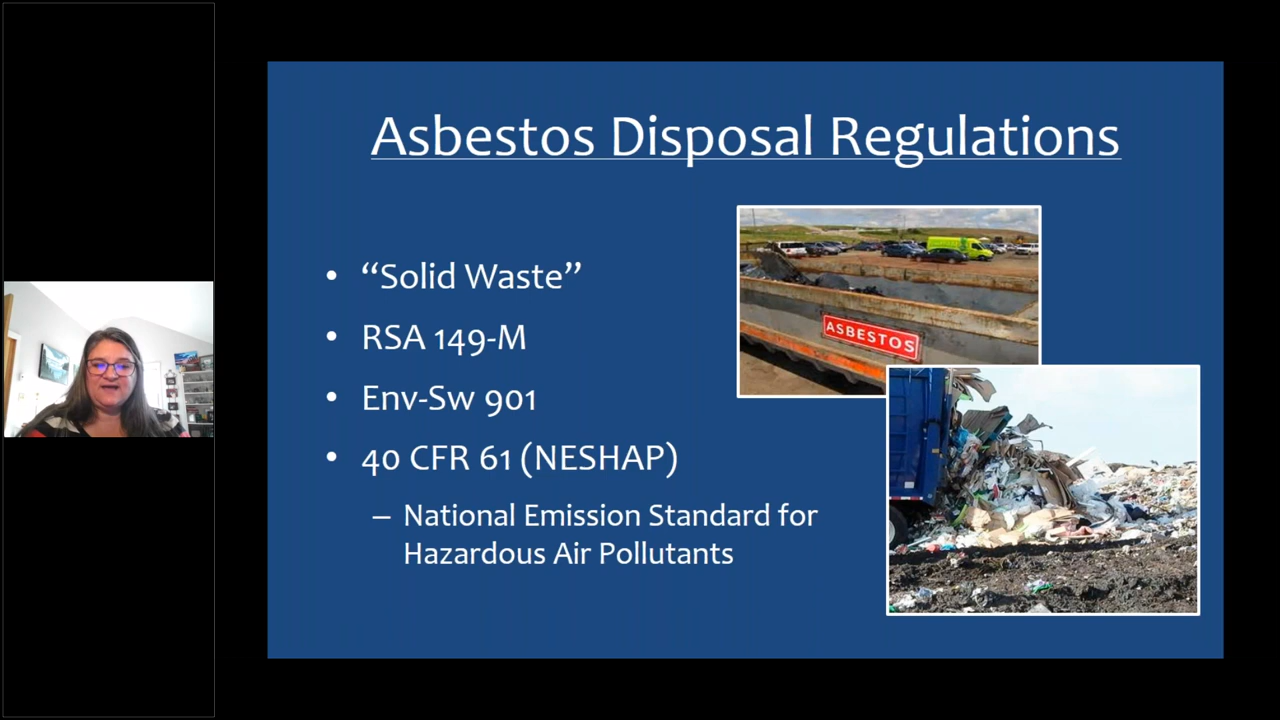 Asbestos Disposal Regulations
• “Solid Waste”
• RSA 149-M
• Env-Sw 901
• 40 CFR 61 (NESHAP)
– National Emission Standard for
Hazardous Air Pollutants
ASBESTOS